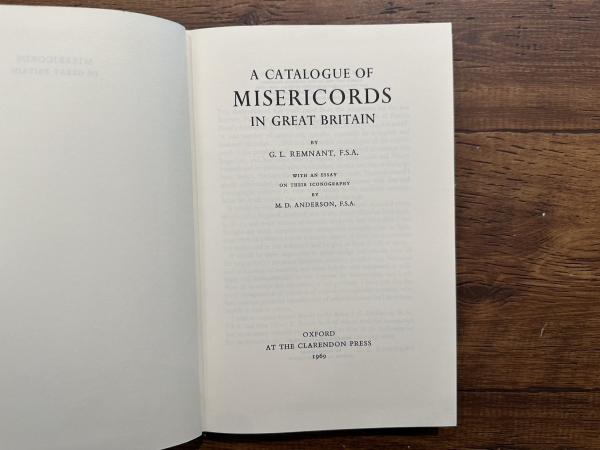 A CATALOGUE OF
MISERICORDS
IN GREAT BRITAIN
BY
G. L. REMNANT, F.S.A.
WITH AN ESSAY
ON THEIR ICONOGRAPHY
BY
M. D. ANDERSON, F.S.A.
OXFORD
AT THE CLARENDON PRESS
1969